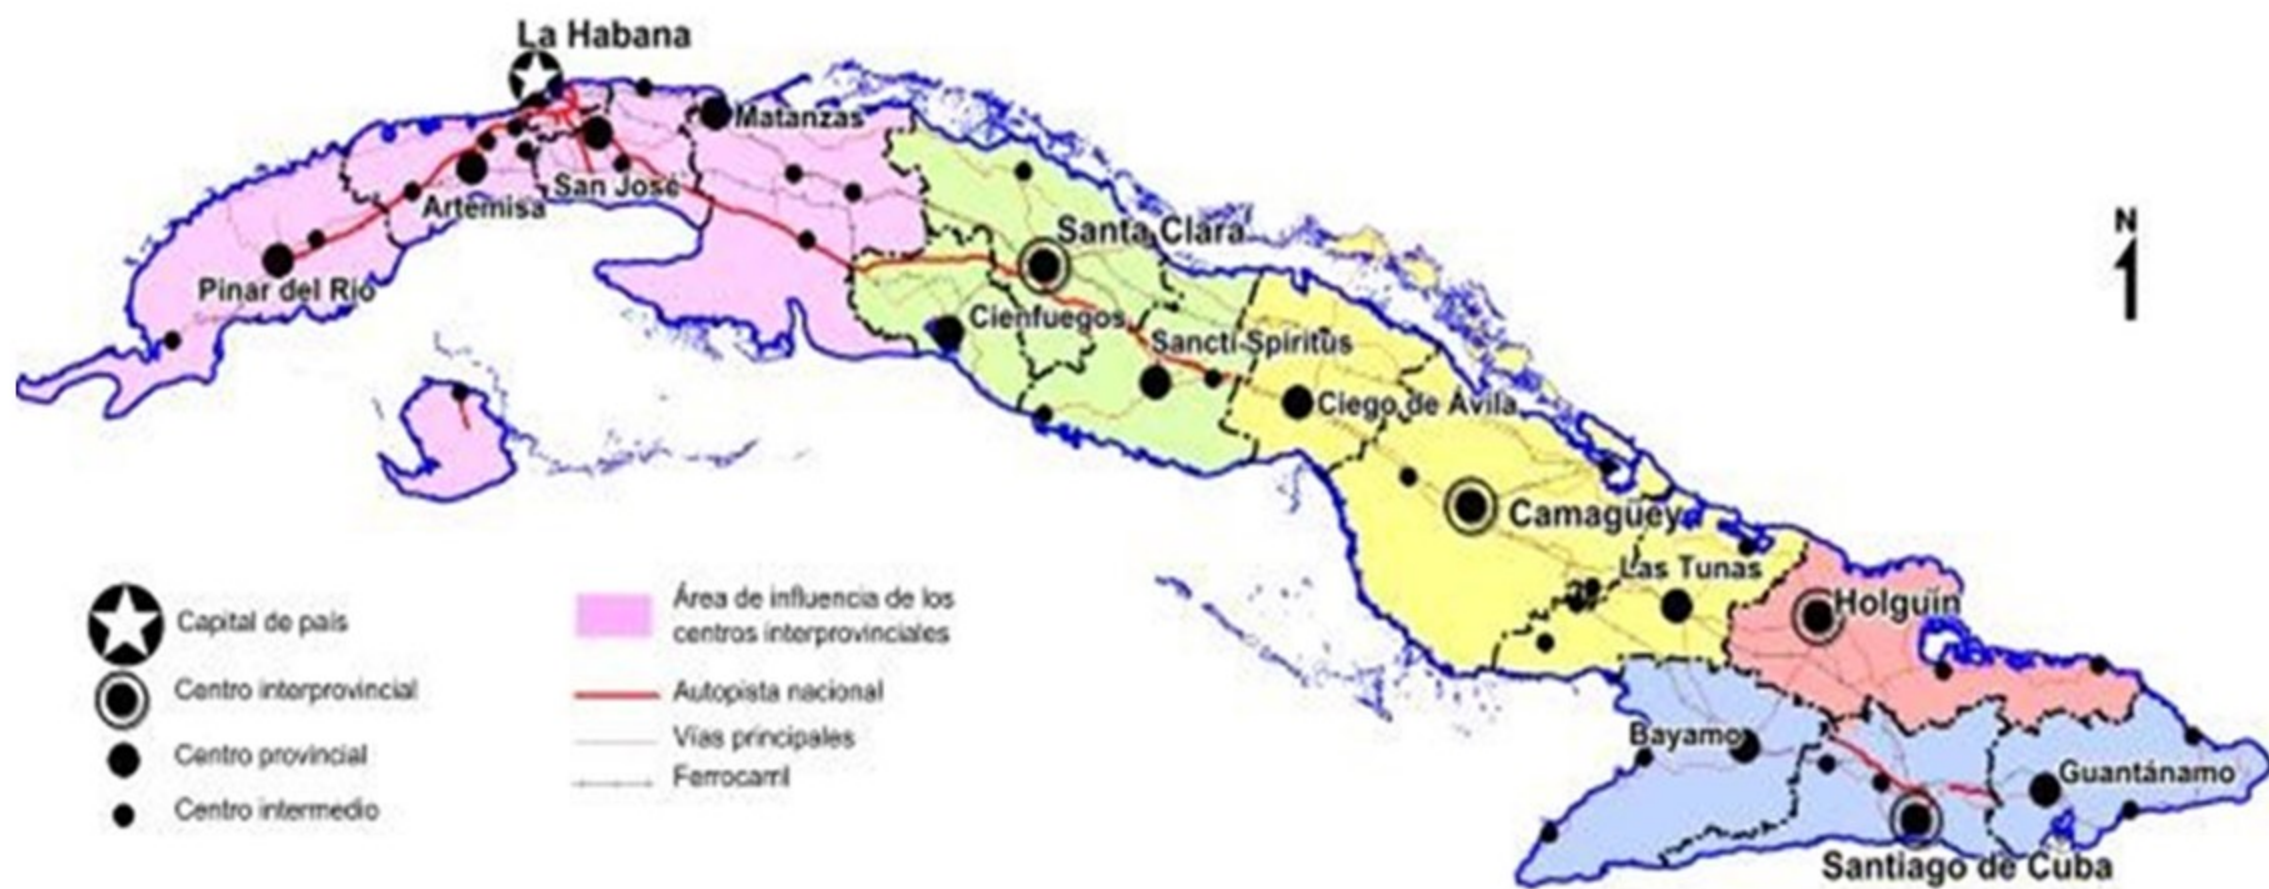 La Habana
Matanzas
San José
Artemisa
Pinar del Río
Santa Clara
Cienfuegos
Sancti Spiritus
Ciego de Avila
Camagüey
Las Tunas
Holguín
Bayamo
Guantánamo
Santiago de Cuba
N
Capital de país
Centro interprovincial
Centro provincial
Centro intermedio
Área de influencia de los
centros interprovinciales
Autopista nacional
Vías principales
Ferrocarril